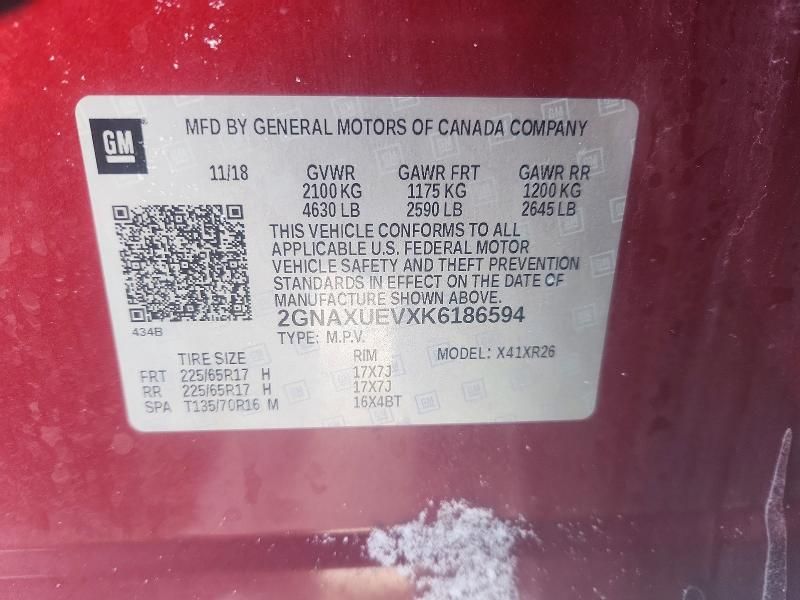 GM
MFD BY GENERAL MOTORS OF CANADA COMPANY
11/18 GVWR GAWR FRT GAWR RR
2100 KG 1175 KG 1200 KG
4630 LB 2590 LB 2645 LB
THIS VEHICLE CONFORMS TO ALL
APPLICABLE U.S. FEDERAL MOTOR
VEHICLE SAFETY AND THEFT PREVENTION
STANDARDS IN EFFECT ON THE DATE OF
MANUFACTURE SHOWN ABOVE.
2GNAXUEVXK6186594
434B
TYPE: M.P.V.
TIRE SIZE RIM MODEL: X41XR26
FRT 225/65R17 H 17X7J
RR 225/65R17 H 17X7J
SPA T135/70R16 M 16X4BT